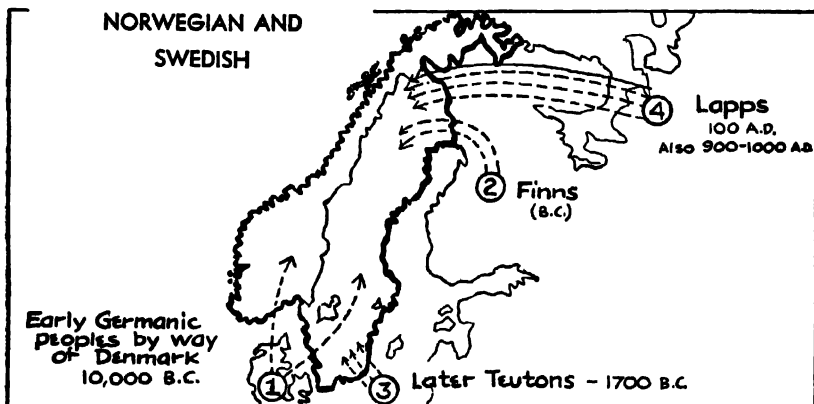 NORWEGIAN AND
SWEDISH
4 Lapps
100 A.D.
Also 900-1000 A.D.
2 Finns
(B.C.)
Early Germanic
peoples by way
of Denmark
10,000 B.C.
1
3 Later Teutons - 1700 B.C.